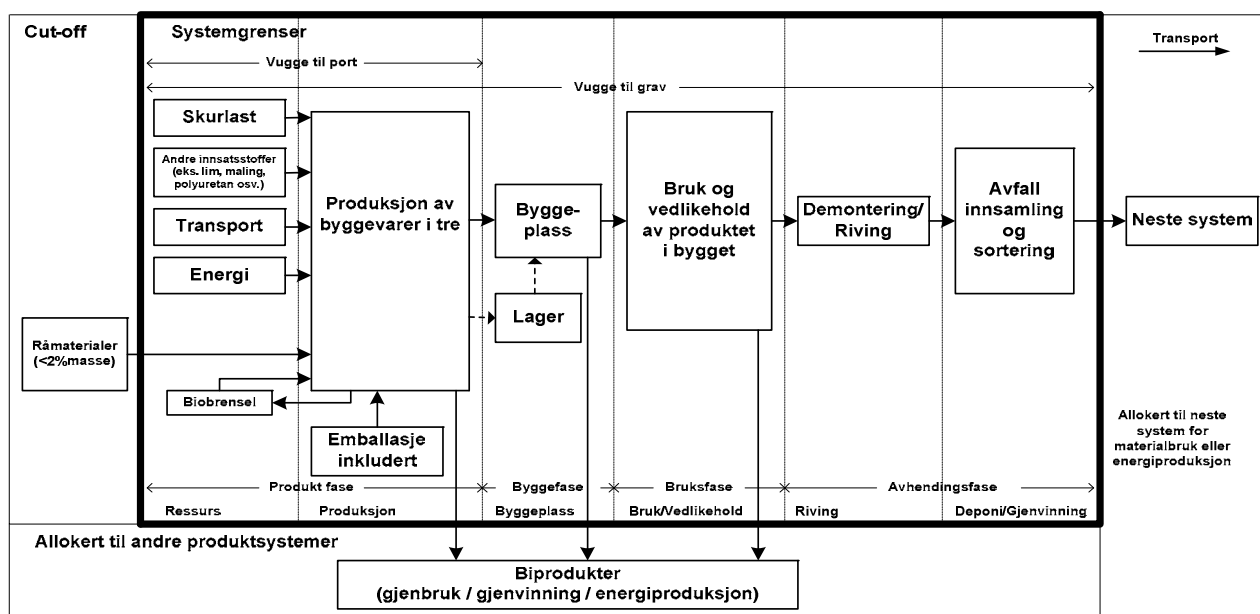 Cut-off
Systemgrenser
Transport
Vugge til port
Vugge til grav
Skurlast
Andre innsatsstoffer
(eks. lim, maling,
polyuretan osv.)
Transport
Energi
Råmaterialer
(<2%masse)
Biobrensel
Produksjon av
byggevarer i tre
Emballasje
inkludert
Bygge-
plass
Lager
Bruk og
vedlikehold
av produktet
i bygget
Demontering/
Riving
Avfall
innsamling
og
sortering
Neste system
Allokert til neste
system for
materialbruk eller
energiproduksjon
Produkt fase
Byggefase
Bruksfase
Avhendingsfase
Ressurs
Produksjon
Byggeplass
Bruk/Vedlikehold
Riving
Deponi/Gjenvinning
Allokert til andre produktsystemer
Biprodukter
(gjenbruk / gjenvinning / energiproduksjon)